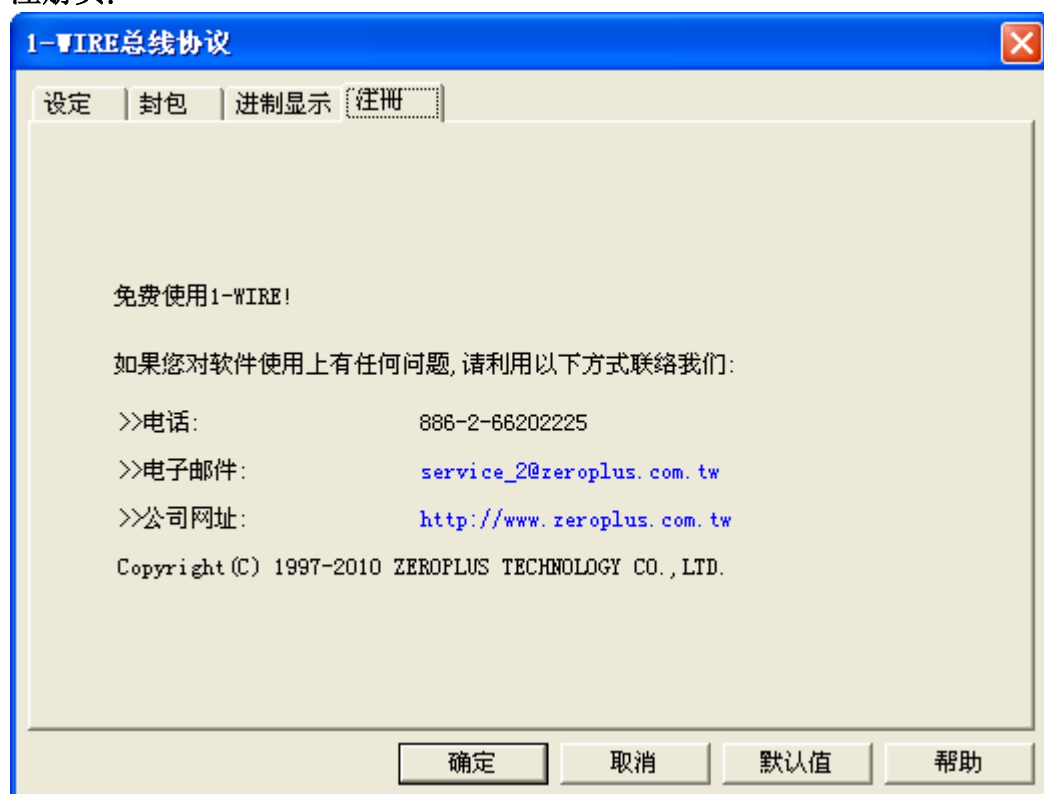 注册页:
1-WIRE总线协议
设定 封包 进制显示 注册
免费使用1-WIRE!
如果您对软件使用上有任何问题,请利用以下方式联络我们:
>>电话: 886-2-66202225
>>电子邮件: service_2@zeroplus.com.tw
>>公司网址: http://www.zeroplus.com.tw
Copyright(C) 1997-2010 ZEROPLUS TECHNOLOGY CO.,LTD.
确定 取消 默认值 帮助